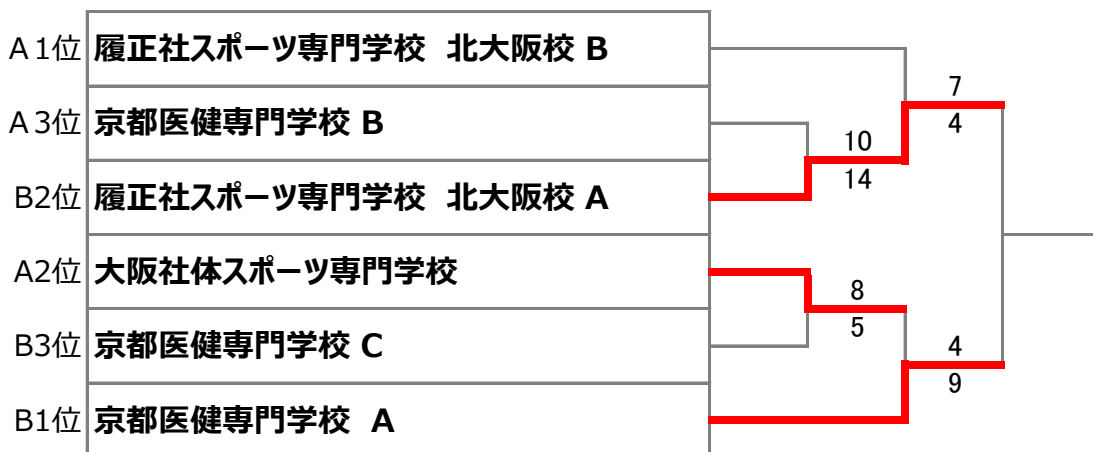 A1位 履正社スポーツ専門学校 北大阪校 B
A3位 京都医健専門学校 B
B2位 履正社スポーツ専門学校 北大阪校 A
A2位 大阪社体スポーツ専門学校
B3位 京都医健専門学校 C
B1位 京都医健専門学校 A
10
14
8
5
7
4
4
9